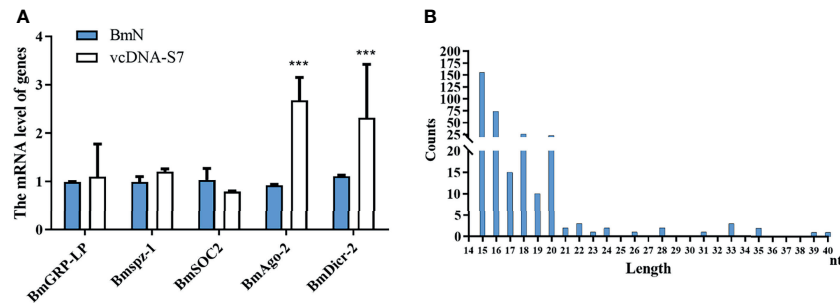 A
BmN
vcDNA-S7
The mRNA level of genes
4
3
2
1
0
***
***
BmGRP-LP
Bmspz-1
BmSOC2
BmAgo-2
BmDicr-2
B
Counts
200
175
150
125
100
75
50
25
20
15
10
5
0
14 15 16 17 18 19 20 21 22 23 24 25 26 27 28 29 30 31 32 33 34 35 36 37 38 39 40
nt
Length